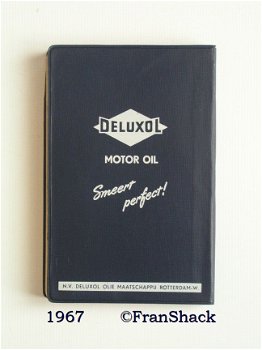 DELUXOL
MOTOR OIL
Smeert
perfect!
N.V. DELUXOL OLIE MAATSCHAPPIJ ROTTERDAM-W.
1967 ©FranShack